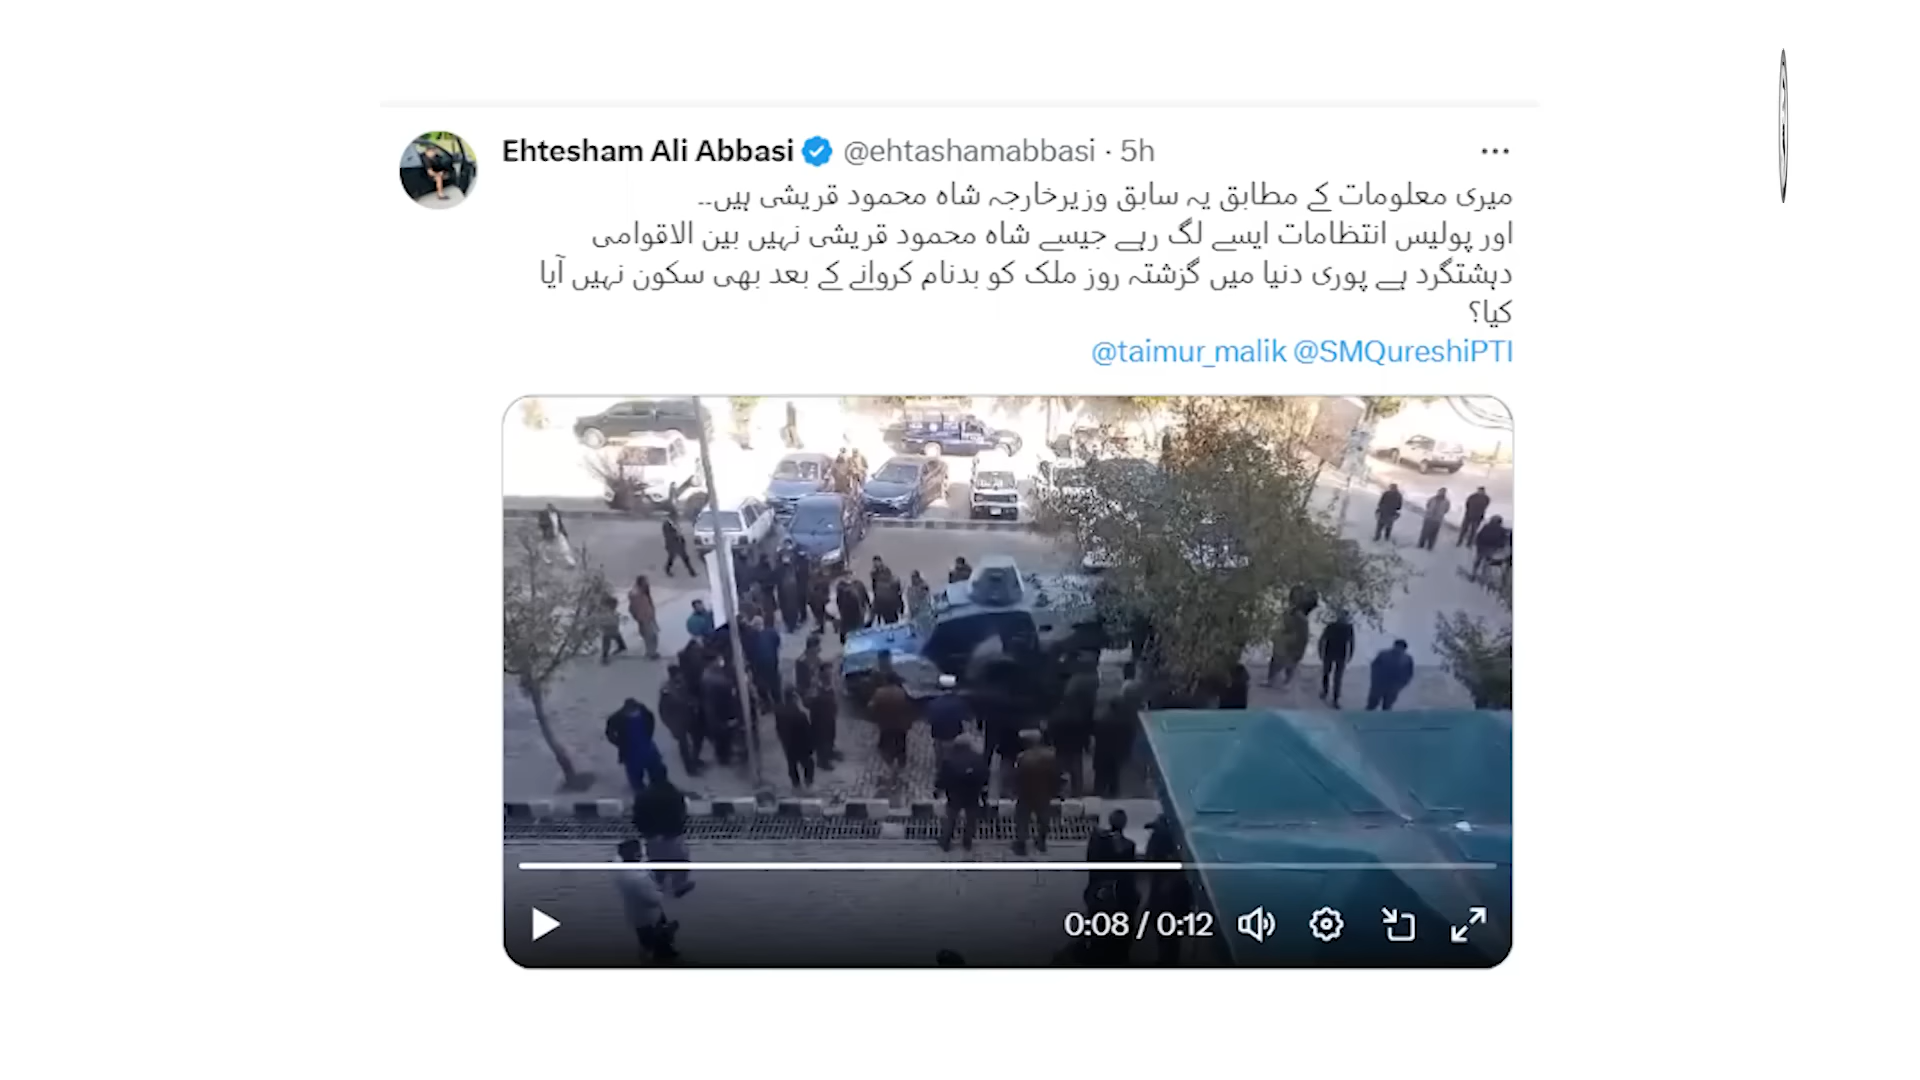 Ehtesham Ali Abbasi @ehtashamabbasi · 5h
میری معلومات کے مطابق یہ سابق وزیرخارجہ شاہ محمود قریشی ہیں۔۔
اور پولیس انتظامات ایسے لگ رہے جیسے شاہ محمود قریشی نہیں بین الاقوامی
دہشتگرد ہے پوری دنیا میں گزشتہ روز ملک کو بدنام کروانے کے بعد بھی سکون نہیں آیا
کیا؟
@taimur_malik @SMQureshiPTI
0:08 / 0:12